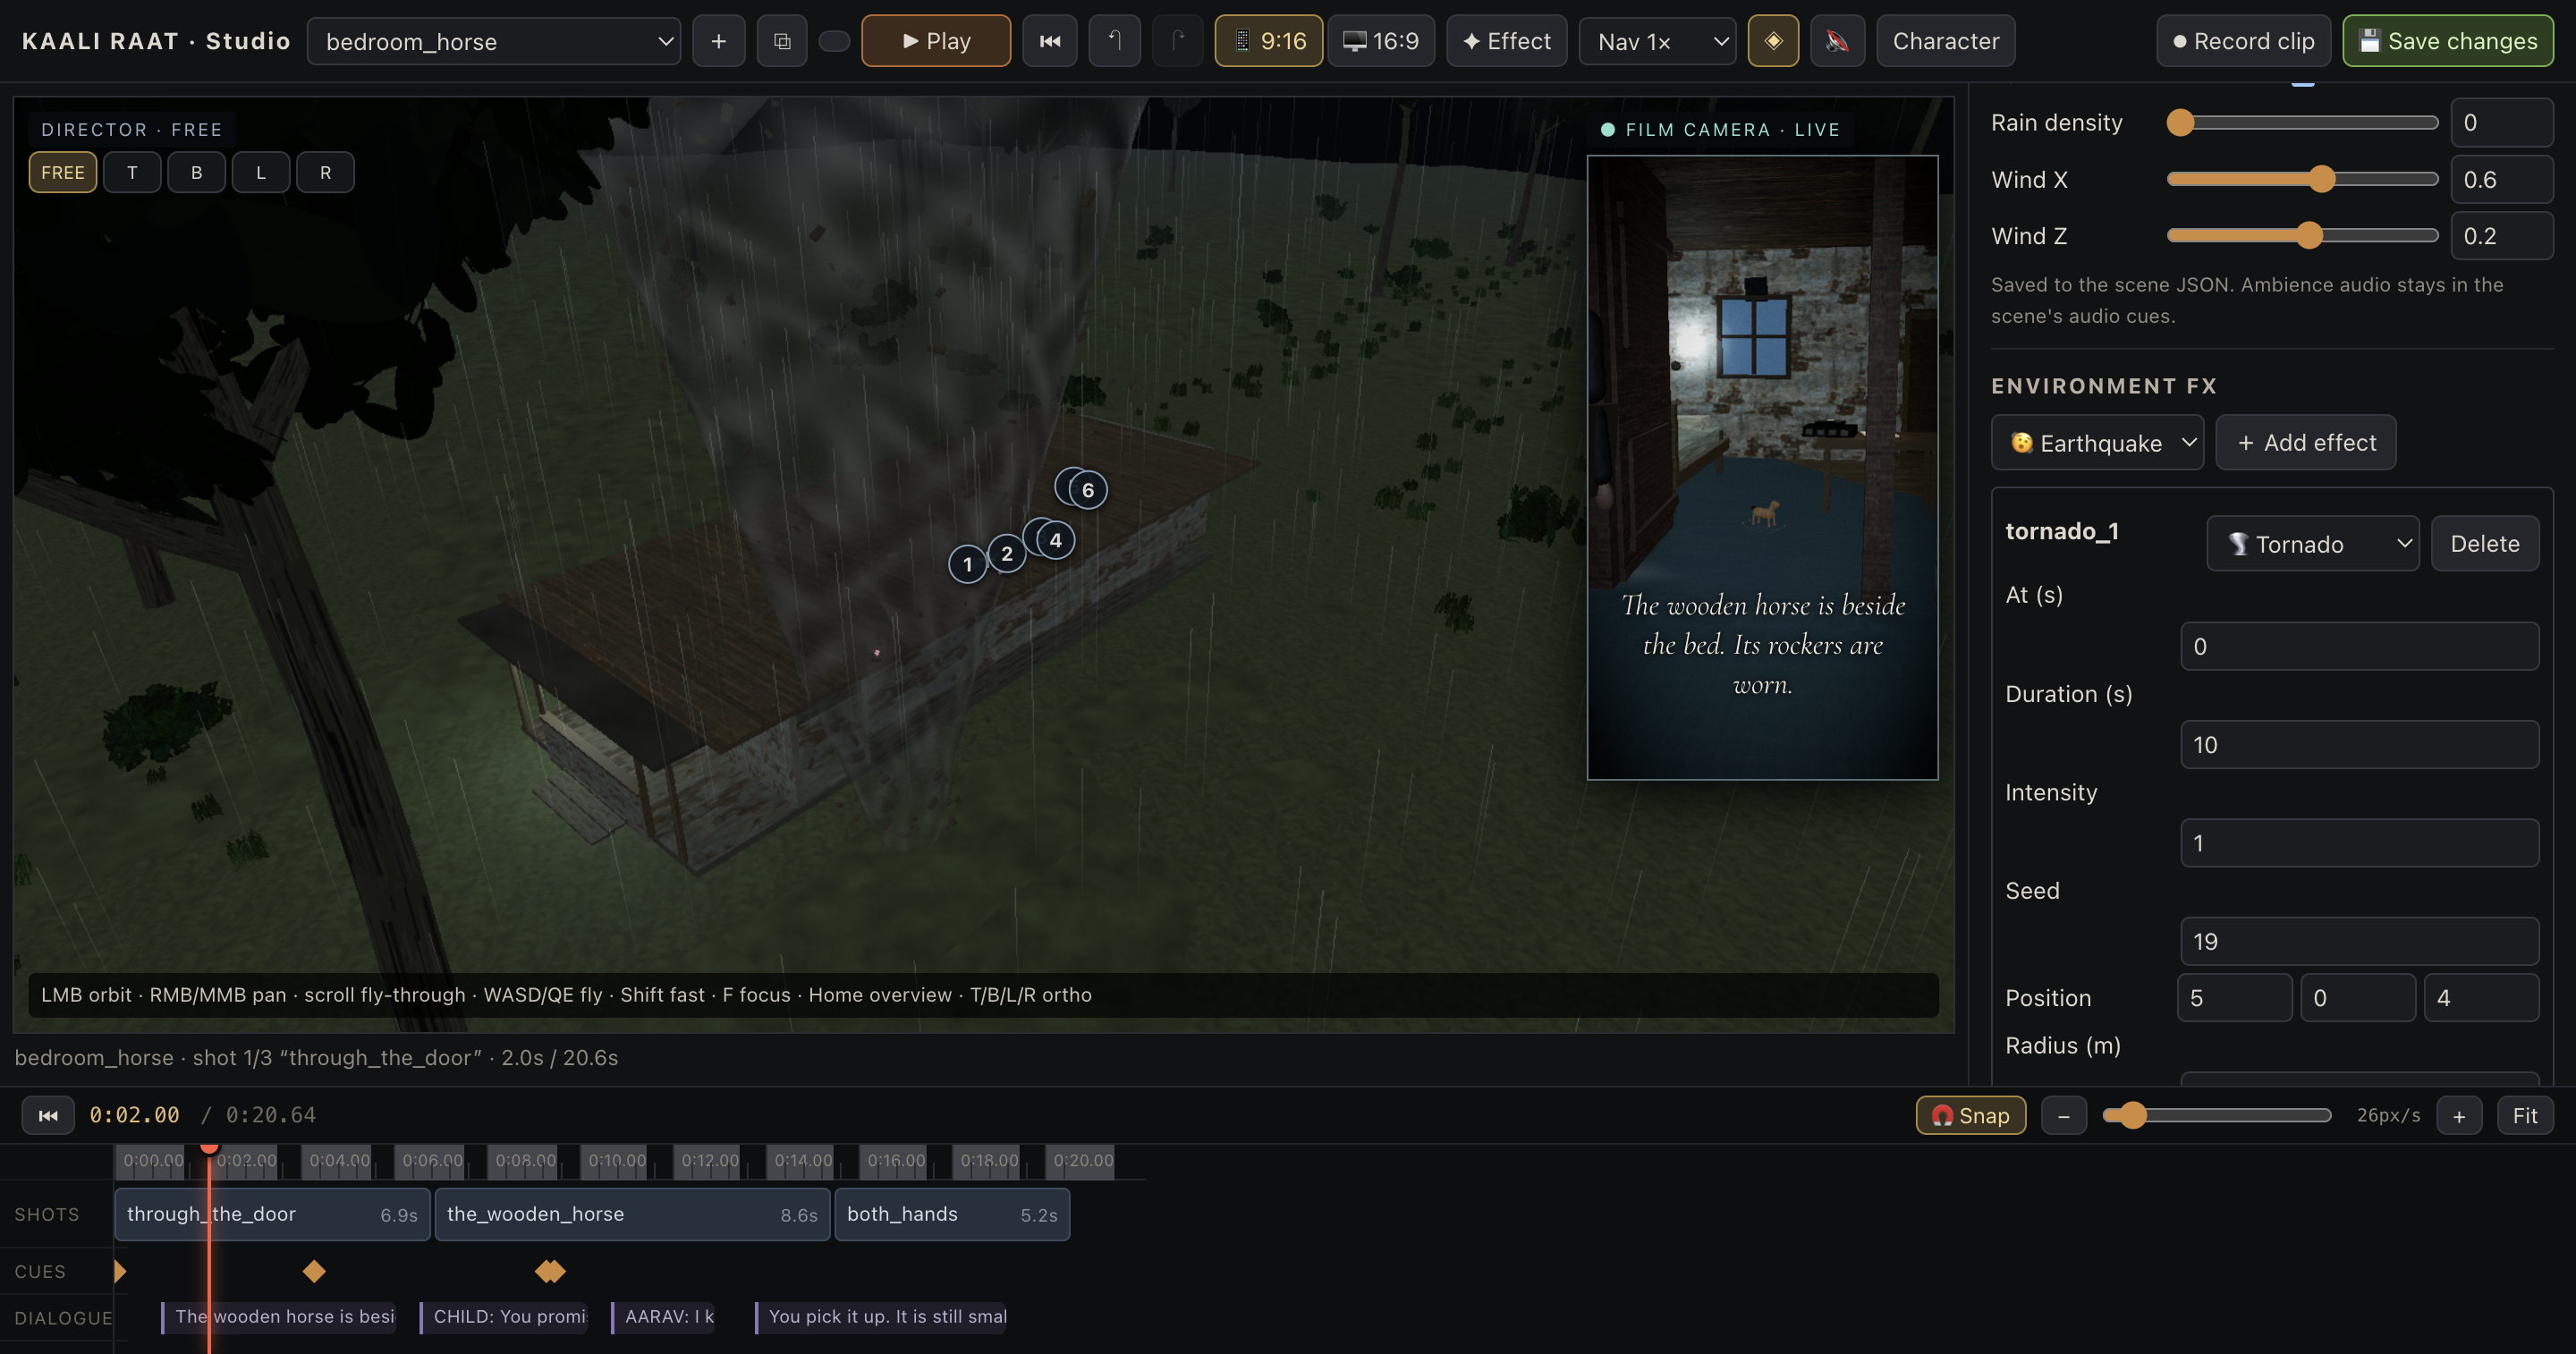 KAALI RAAT · Studio
bedroom_horse
+
▶ Play
9:16
16:9
✦ Effect
Nav 1×
Character
● Record clip
Save changes
DIRECTOR · FREE
FREE T B L R
FILM CAMERA · LIVE
1 2 4 6
The wooden horse is beside
the bed. Its rockers are
worn.
LMB orbit · RMB/MMB pan · scroll fly-through · WASD/QE fly · Shift fast · F focus · Home overview · T/B/L/R ortho
bedroom_horse · shot 1/3 “through_the_door” · 2.0s / 20.6s
Rain density 0
Wind X 0.6
Wind Z 0.2
Saved to the scene JSON. Ambience audio stays in the
scene's audio cues.
ENVIRONMENT FX
Earthquake
+ Add effect
tornado_1
Tornado
Delete
At (s)
0
Duration (s)
10
Intensity
1
Seed
19
Position 5 0 4
Radius (m)
0:02.00 / 0:20.64
Snap
−
26px/s
+
Fit
0:00.00 0:02.00 0:04.00 0:06.00 0:08.00 0:10.00 0:12.00 0:14.00 0:16.00 0:18.00 0:20.00
SHOTS
through_the_door 6.9s
the_wooden_horse 8.6s
both_hands 5.2s
CUES
DIALOGUE
The wooden horse is besi
CHILD: You promi
AARAV: I k
You pick it up. It is still smal